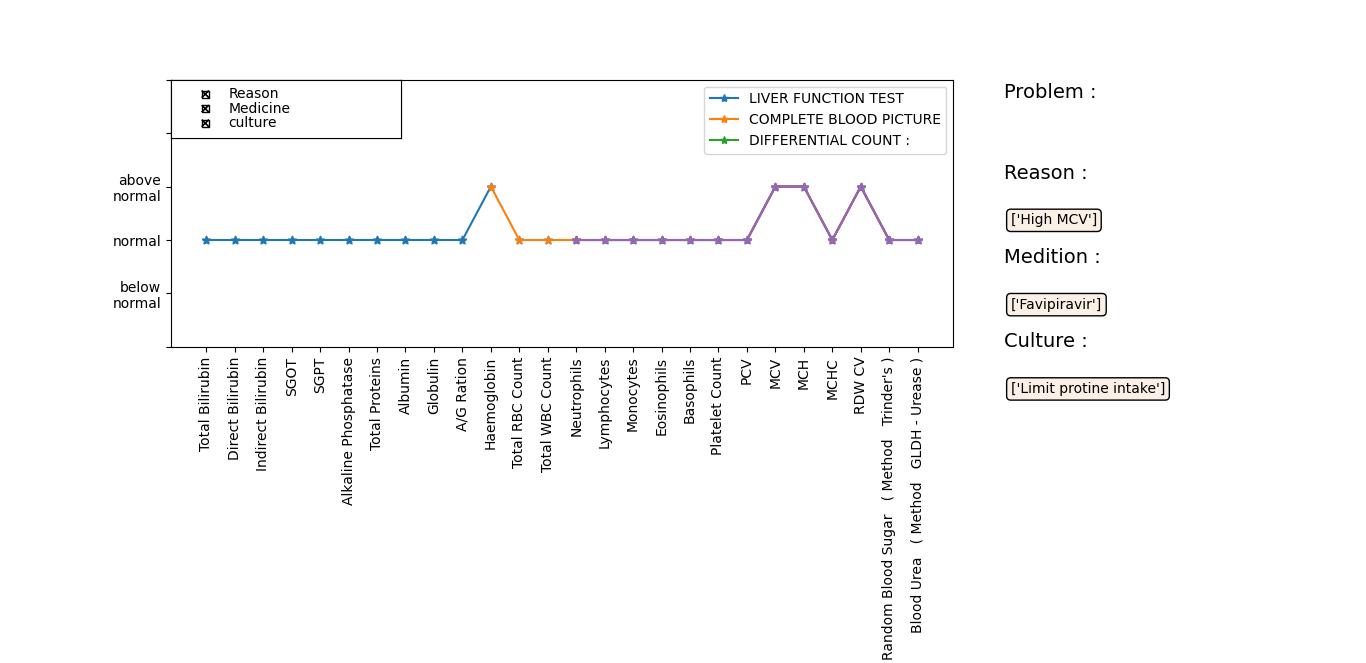 Reason
Medicine
culture
LIVER FUNCTION TEST
COMPLETE BLOOD PICTURE
DIFFERENTIAL COUNT :
above
normal
normal
below
normal
Total Bilirubin
Direct Bilirubin
Indirect Bilirubin
SGOT
SGPT
Alkaline Phosphatase
Total Proteins
Albumin
Globulin
A/G Ration
Haemoglobin
Total RBC Count
Total WBC Count
Neutrophils
Lymphocytes
Monocytes
Eosinophils
Basophils
Platelet Count
PCV
MCV
MCH
MCHC
RDW CV
Random Blood Sugar ( Method Trinder's )
Blood Urea ( Method GLDH - Urease )
Problem :
Reason :
['High MCV']
Medition :
['Favipiravir']
Culture :
['Limit protine intake']